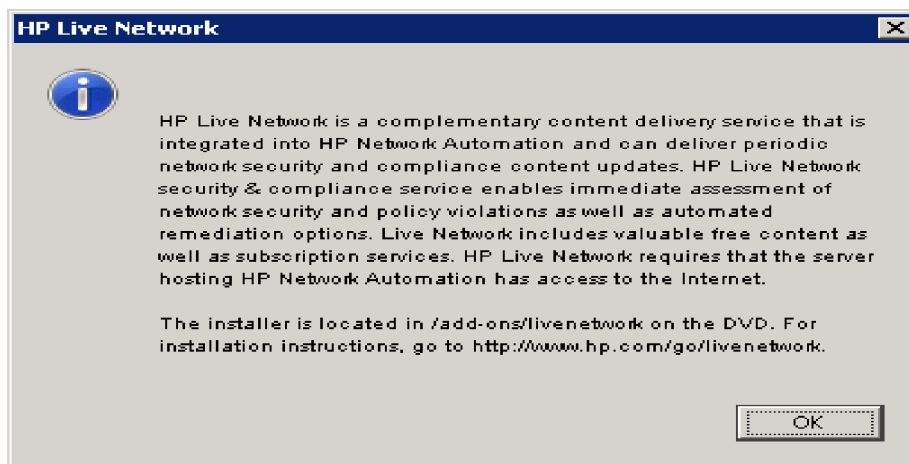 HP Live Network
HP Live Network is a complementary content delivery service that is
integrated into HP Network Automation and can deliver periodic
network security and compliance content updates. HP Live Network
security & compliance service enables immediate assessment of
network security and policy violations as well as automated
remediation options. Live Network includes valuable free content as
well as subscription services. HP Live Network requires that the server
hosting HP Network Automation has access to the Internet.
The installer is located in /add-ons/livenetwork on the DVD. For
installation instructions, go to http://www.hp.com/go/livenetwork.
OK